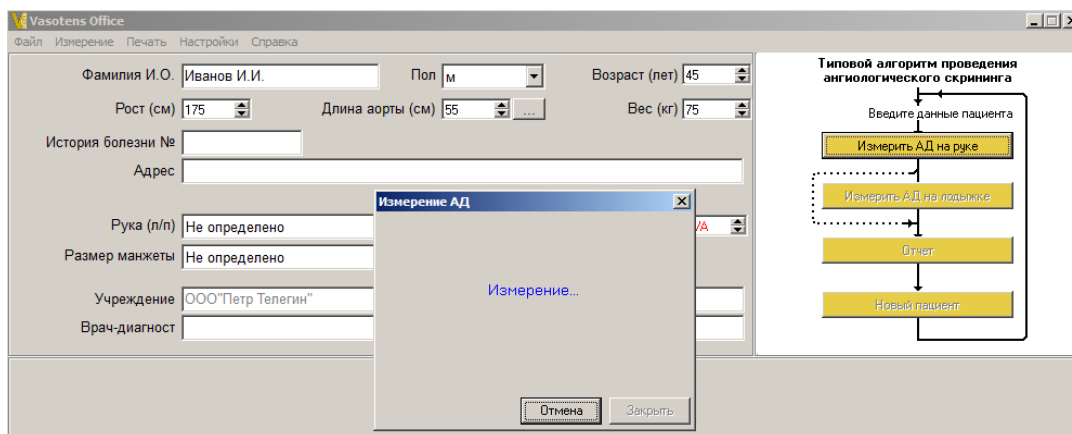 Vasotens Office
Файл Измерение Печать Настройки Справка
Фамилия И.О. Иванов И.И. Пол м Возраст (лет) 45
Рост (см) 175 Длина аорты (см) 55 ... Вес (кг) 75
История болезни №
Адрес
Рука (л/п) Не определено
Размер манжеты Не определено
Учреждение ООО"Петр Телегин"
Врач-диагност
Измерение АД
Измерение...
Отмена Закрыть
Типовой алгоритм проведения
ангиологического скрининга
Введите данные пациента
Измерить АД на руке
Измерить АД на лодыжке
Отчет
Новый пациент